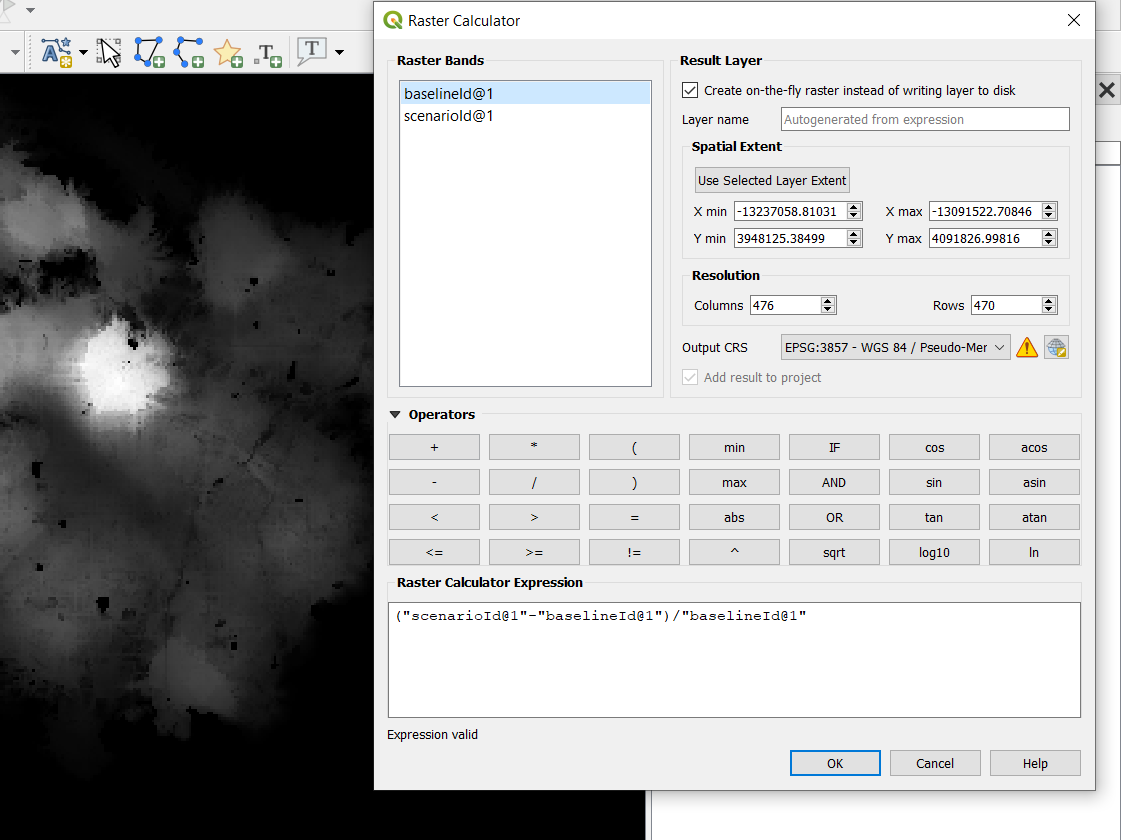 Raster Calculator
Raster Bands
baselineId@1
scenarioId@1
Result Layer
Create on-the-fly raster instead of writing layer to disk
Layer name Autogenerated from expression
Spatial Extent
Use Selected Layer Extent
X min -13237058.81031 X max -13091522.70846
Y min 3948125.38499 Y max 4091826.99816
Resolution
Columns 476 Rows 470
Output CRS EPSG:3857 - WGS 84 / Pseudo-Mer
Add result to project
Operators
+ * ( min IF cos acos
- / ) max AND sin asin
< > = abs OR tan atan
<= >= != ^ sqrt log10 ln
Raster Calculator Expression
("scenarioId@1"-"baselineId@1")/"baselineId@1"
Expression valid
OK Cancel Help